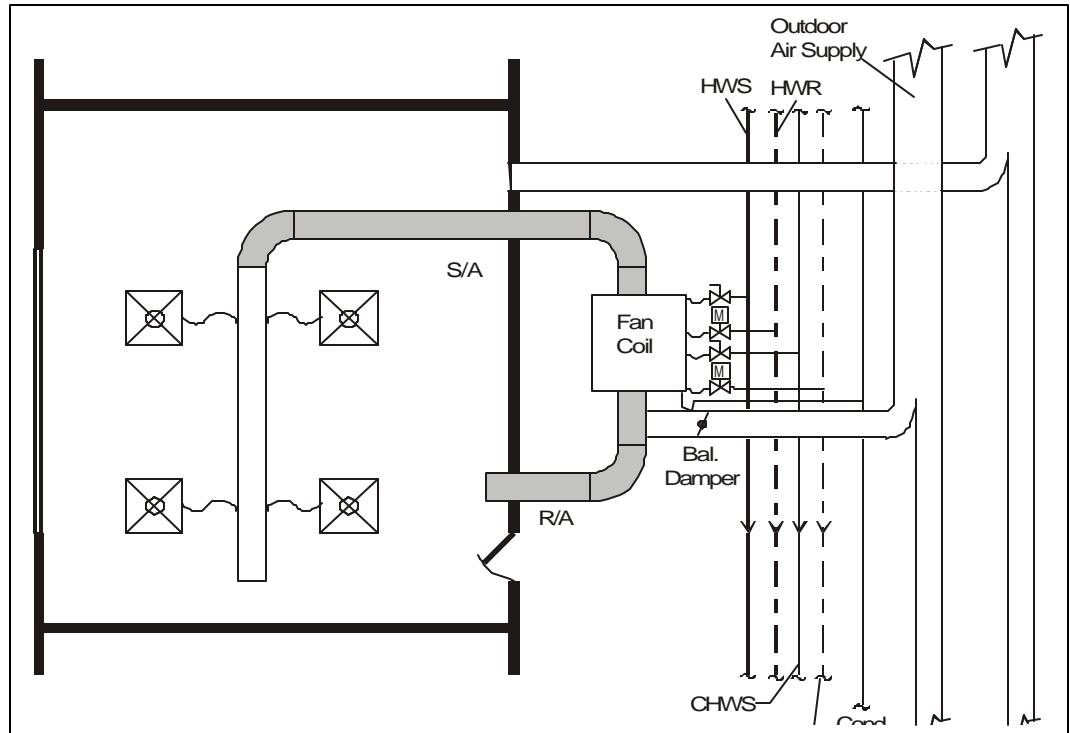 Outdoor
Air Supply
HWS
HWR
S/A
Fan
Coil
M
M
Bal.
Damper
R/A
CHWS
Cond